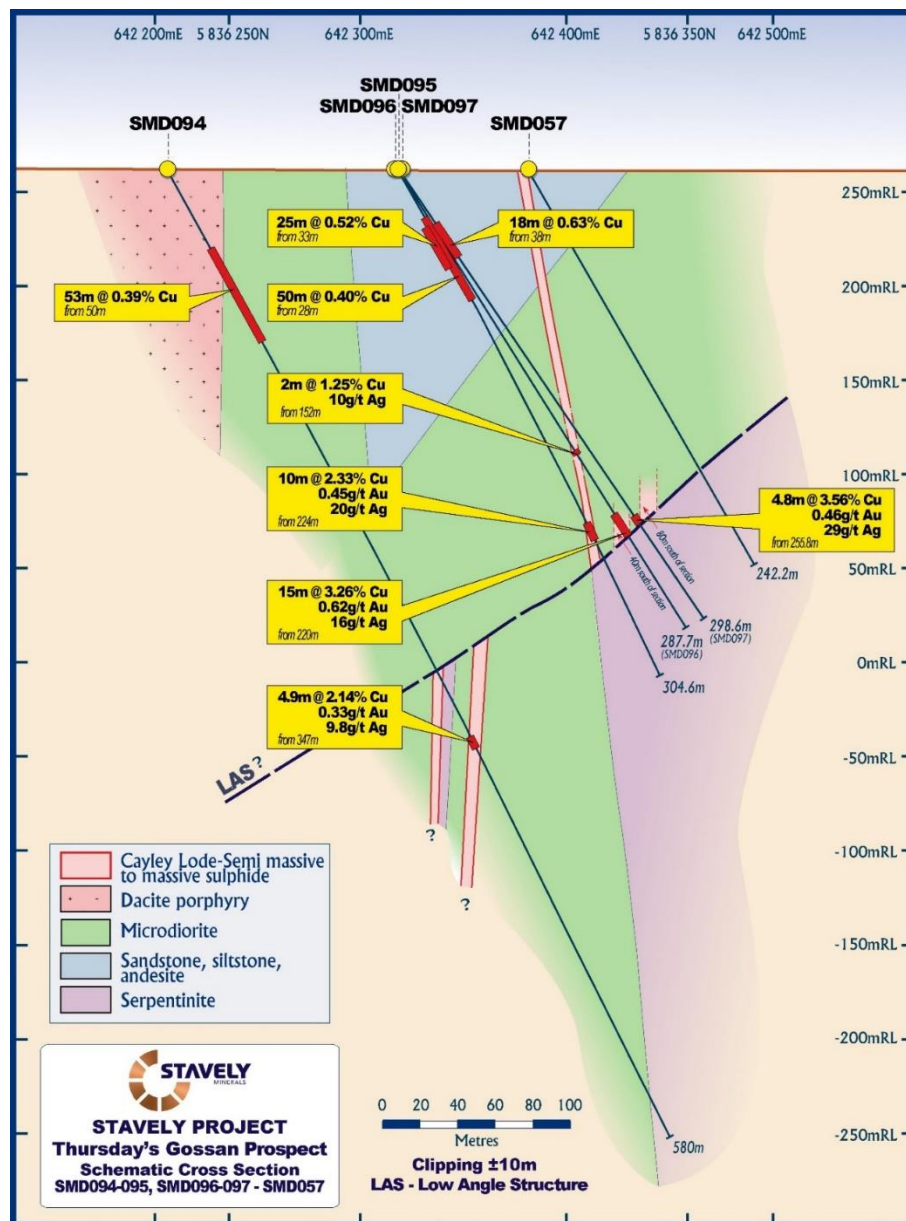 642 200mE 5 836 250N 642 300mE 642 400mE 5 836 350N 642 500mE
SMD095
SMD096 SMD097
SMD094
SMD057
250mRL
200mRL
150mRL
100mRL
50mRL
0mRL
-50mRL
-100mRL
-150mRL
-200mRL
-250mRL
25m @ 0.52% Cu
from 33m
18m @ 0.63% Cu
from 38m
53m @ 0.39% Cu
from 50m
50m @ 0.40% Cu
from 28m
2m @ 1.25% Cu
10g/t Ag
from 152m
10m @ 2.33% Cu
0.45g/t Au
20g/t Ag
from 224m
4.8m @ 3.56% Cu
0.46g/t Au
29g/t Ag
from 255.8m
15m @ 3.26% Cu
0.62g/t Au
16g/t Ag
from 220m
4.9m @ 2.14% Cu
0.33g/t Au
9.8g/t Ag
from 347m
40m south of section
80m south of section
242.2m
298.6m
(SMD097)
287.7m
(SMD096)
304.6m
580m
LAS ?
?
?
Cayley Lode-Semi massive
to massive sulphide
Dacite porphyry
Microdiorite
Sandstone, siltstone,
andesite
Serpentinite
STAVELY
MINERALS
STAVELY PROJECT
Thursday's Gossan Prospect
Schematic Cross Section
SMD094-095, SMD096-097 - SMD057
0 20 40 60 80 100
Metres
Clipping ±10m
LAS - Low Angle Structure